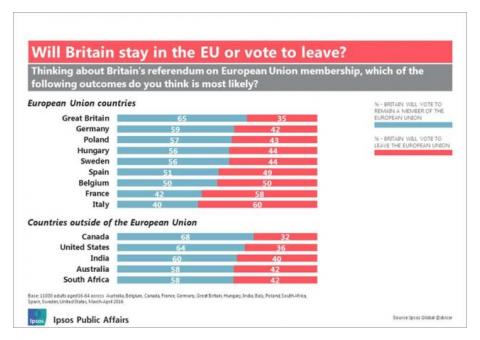 Will Britain stay in the EU or vote to leave?
Thinking about Britain's referendum on European Union membership, which of the
following outcomes do you think is most likely?
European Union countries
% - BRITAIN WILL VOTE TO
REMAIN A MEMBER OF THE
EUROPEAN UNION
% - BRITAIN WILL VOTE TO
LEAVE THE EUROPEAN UNION
Great Britain 65 35
Germany 59 42
Poland 57 43
Hungary 56 44
Sweden 56 44
Spain 51 49
Belgium 50 50
France 42 58
Italy 40 60
Countries outside of the European Union
Canada 68 32
United States 64 36
India 60 40
Australia 58 42
South Africa 58 42
Base: 11000 adults aged 16-64 across Australia, Belgium, Canada, France, Germany, Great Britain, Hungary, India, Italy, Poland, South Africa,
Spain, Sweden, United States, March-April 2016
Ipsos
Ipsos Public Affairs
Source: Ipsos Global @dvisor